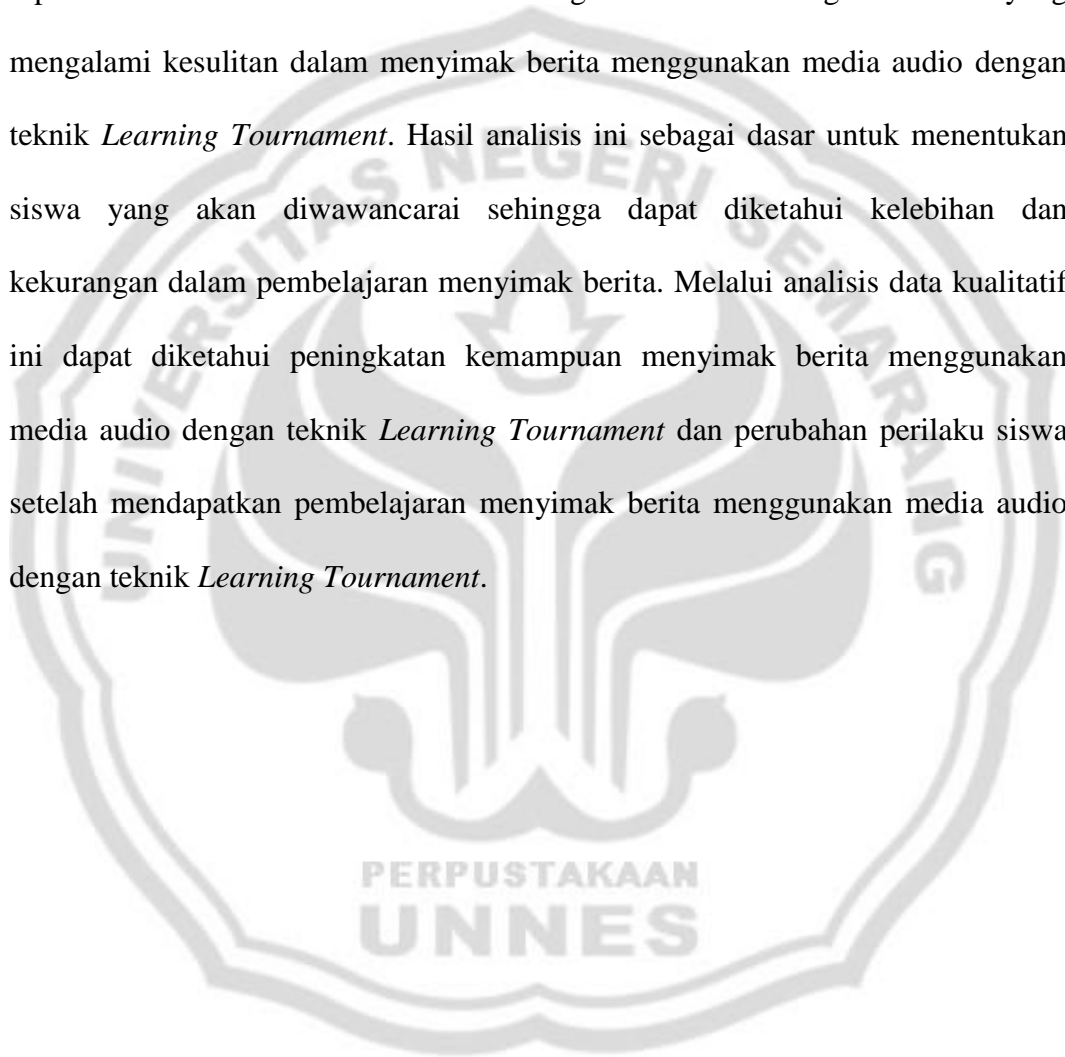 mengalami kesulitan dalam menyimak berita menggunakan media audio dengan
teknik Learning Tournament. Hasil analisis ini sebagai dasar untuk menentukan
siswa yang akan diwawancarai sehingga dapat diketahui kelebihan dan
kekurangan dalam pembelajaran menyimak berita. Melalui analisis data kualitatif
ini dapat diketahui peningkatan kemampuan menyimak berita menggunakan
media audio dengan teknik Learning Tournament dan perubahan perilaku siswa
setelah mendapatkan pembelajaran menyimak berita menggunakan media audio
dengan teknik Learning Tournament.
UNIVERSITAS NEGERI SEMARANG
PERPUSTAKAAN
UNNES